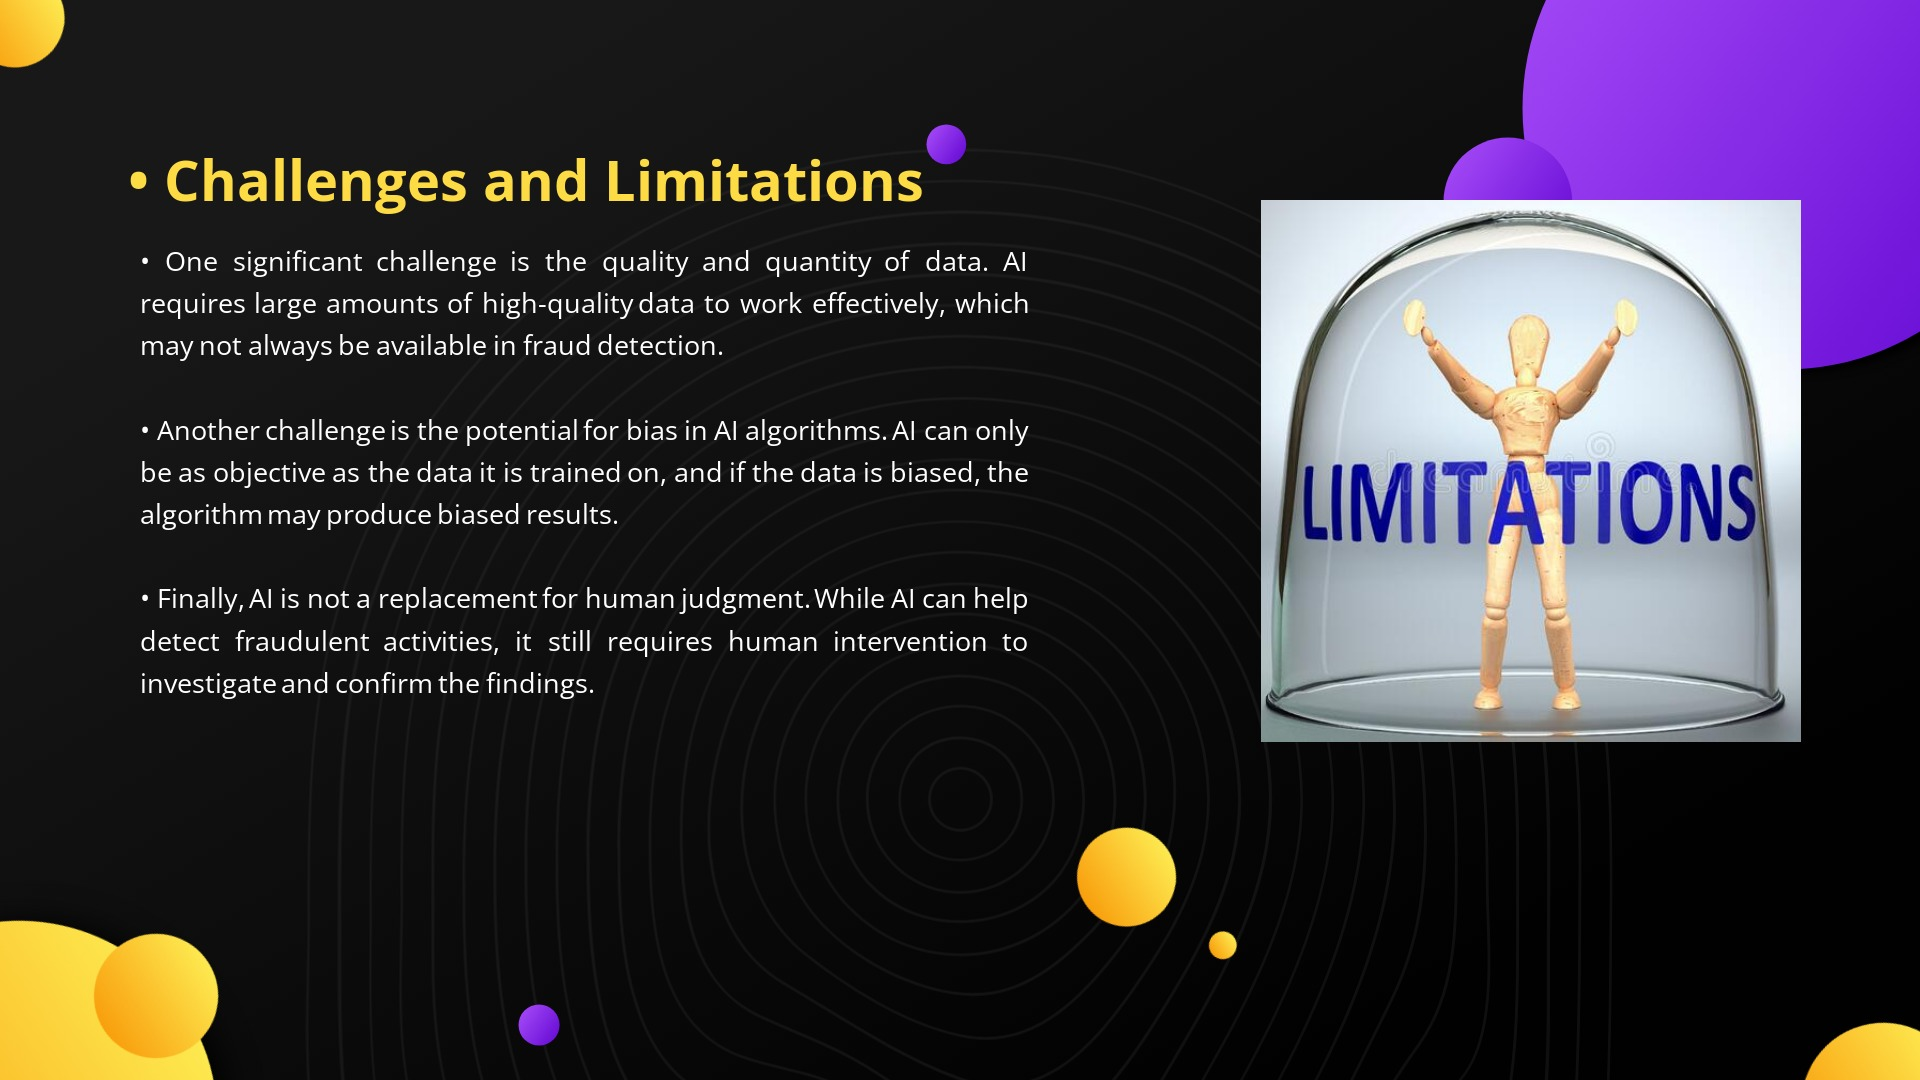 • Challenges and Limitations
• One significant challenge is the quality and quantity of data. AI
requires large amounts of high-quality data to work effectively, which
may not always be available in fraud detection.
• Another challenge is the potential for bias in AI algorithms. AI can only
be as objective as the data it is trained on, and if the data is biased, the
algorithm may produce biased results.
• Finally, AI is not a replacement for human judgment. While AI can help
detect fraudulent activities, it still requires human intervention to
investigate and confirm the findings.
LIMITATIONS
dreamstime